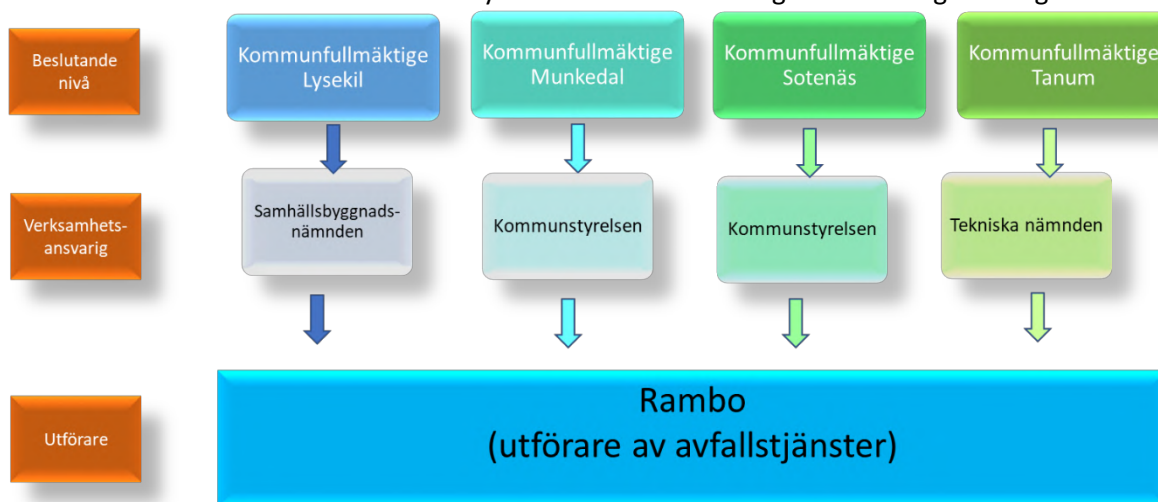 Beslutande
nivå
Kommunfullmäktige
Lysekil
Kommunfullmäktige
Munkedal
Kommunfullmäktige
Sotenäs
Kommunfullmäktige
Tanum
Verksamhets-
ansvarig
Samhällsbyggnads-
nämnden
Kommunstyrelsen
Kommunstyrelsen
Tekniska nämnden
Utförare
Rambo
(utförare av avfallstjänster)